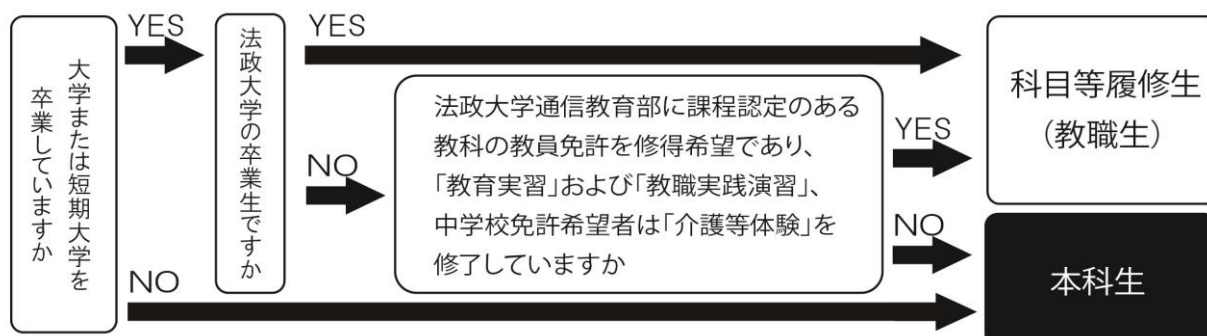 大学または短期大学を
卒業していますか
YES
NO
法政大学の卒業生ですか
YES
NO
法政大学通信教育部に課程認定のある
教科の教員免許を修得希望であり、
「教育実習」および「教職実践演習」、
中学校免許希望者は「介護等体験」を
修了していますか
YES
NO
科目等履修生
（教職生）
本科生